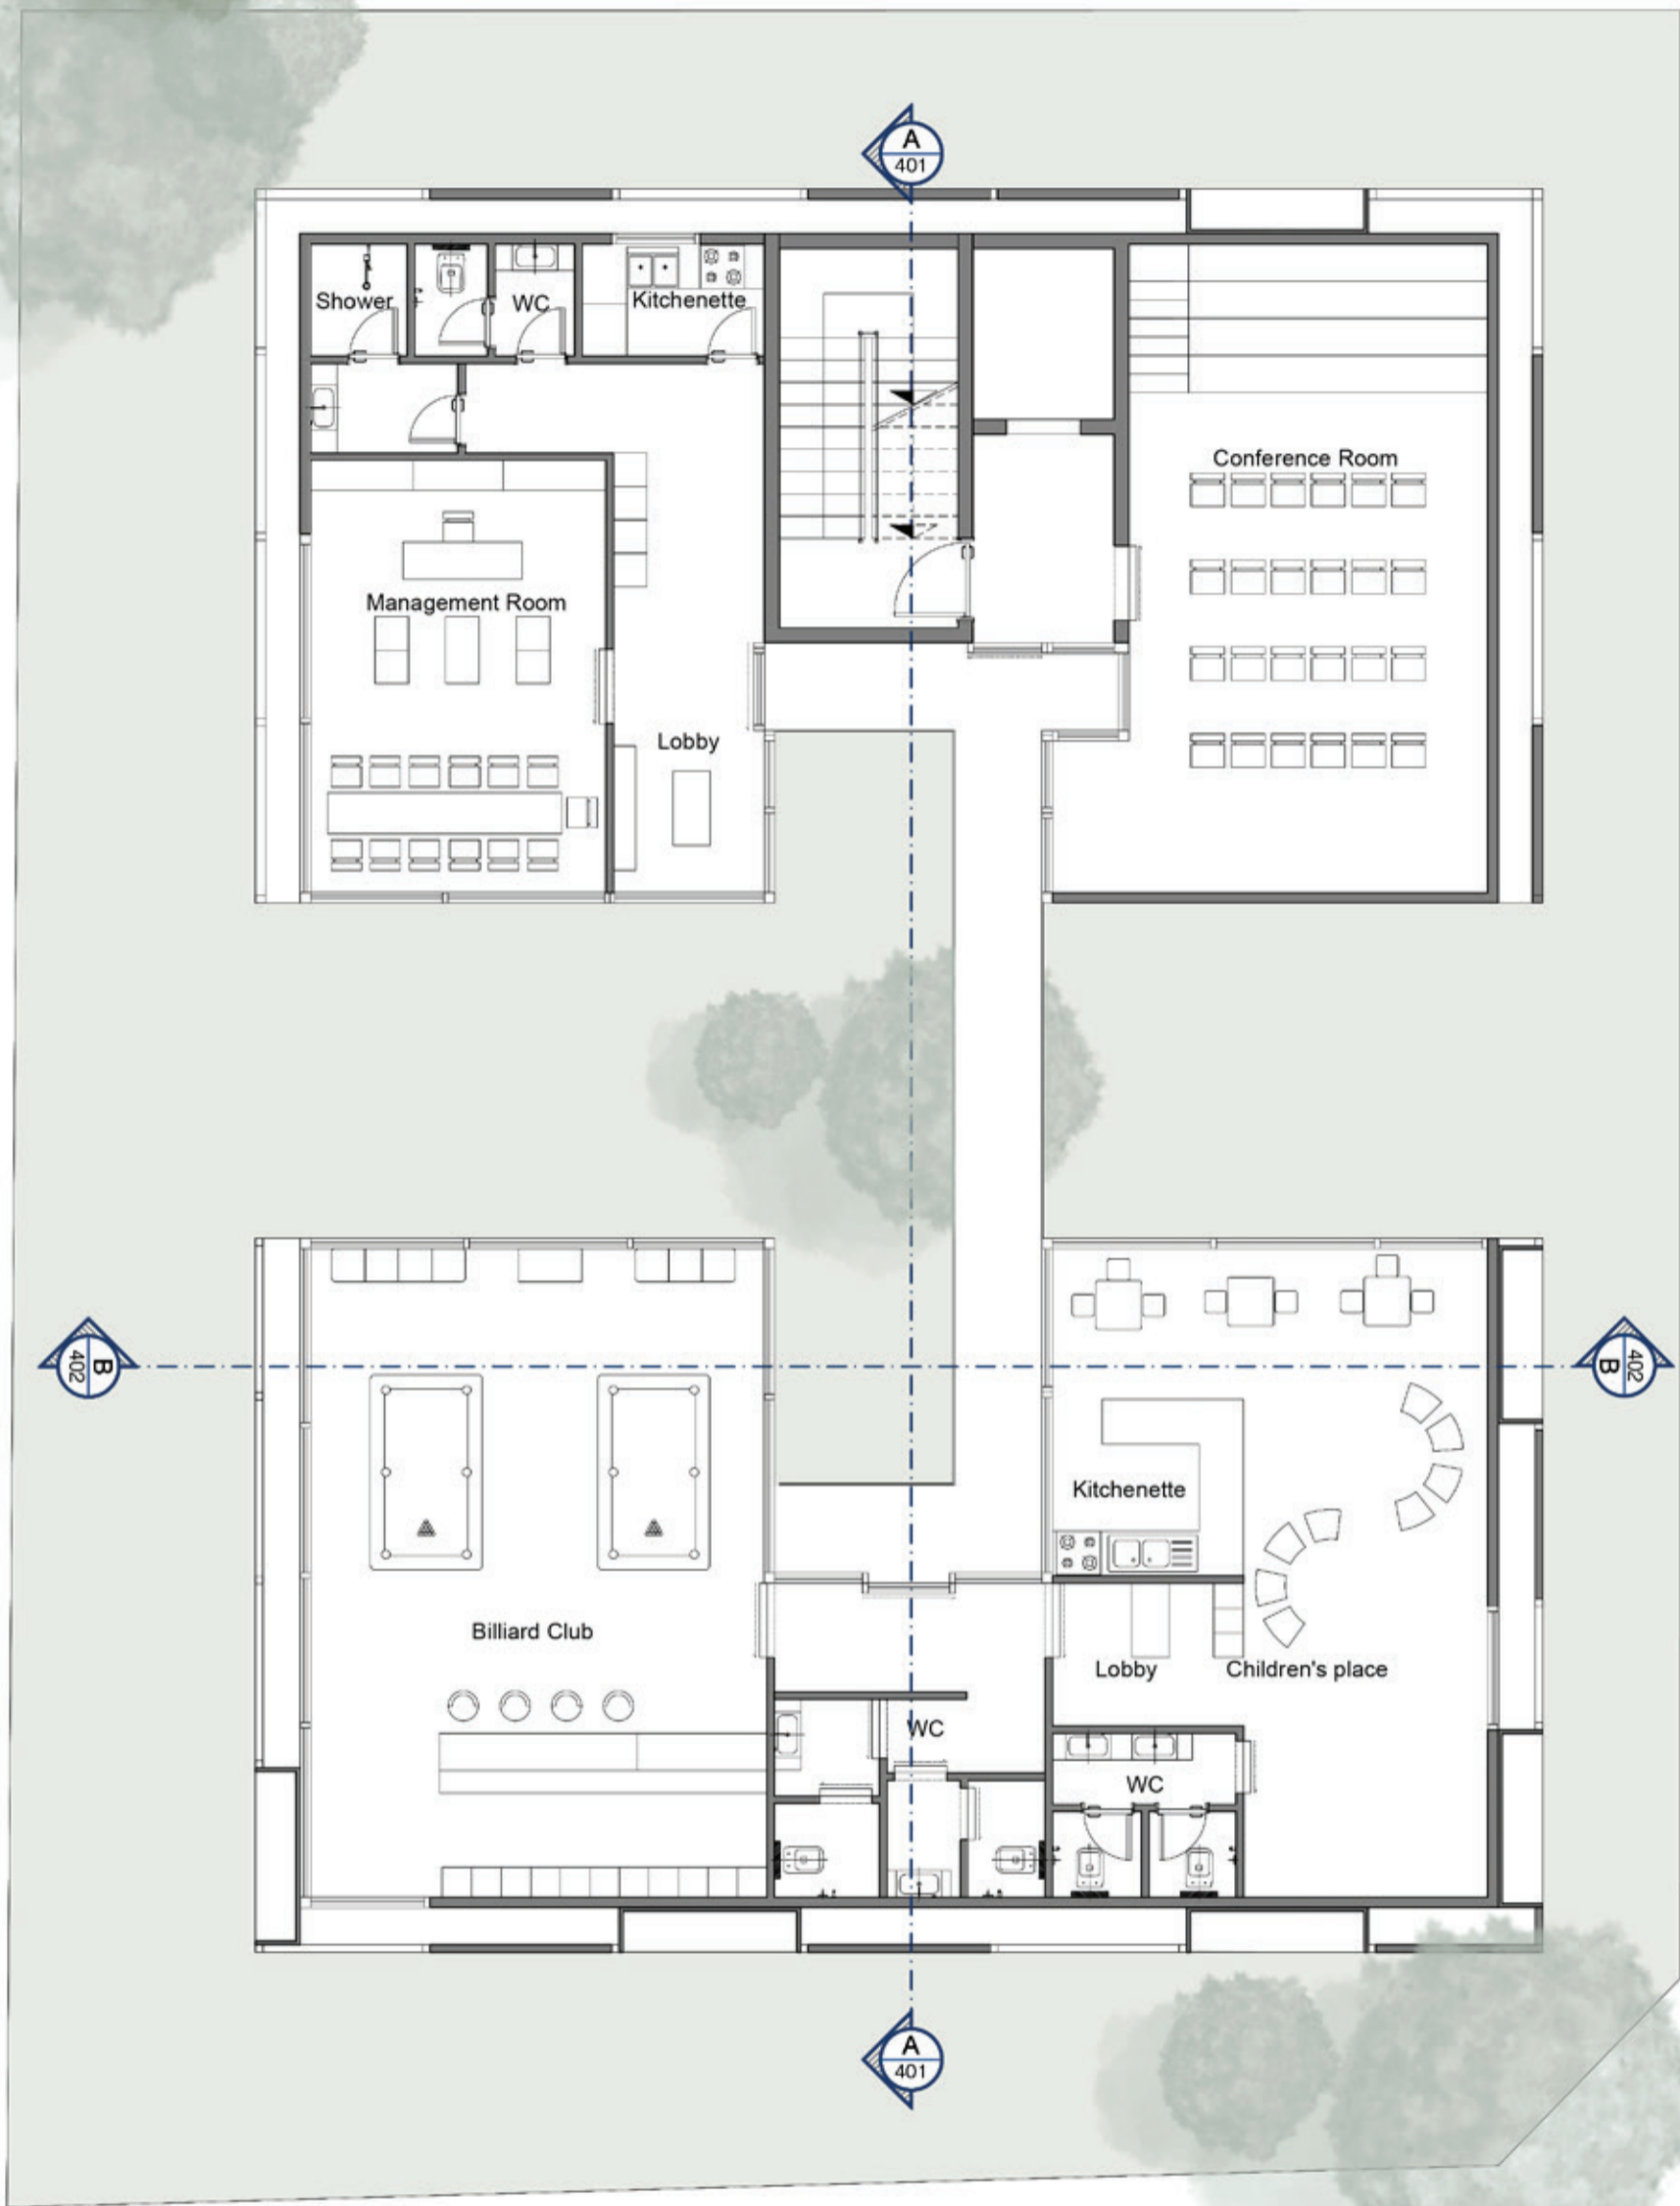 A
401
Shower
WC
Kitchenette
Conference Room
Management Room
Lobby
B
402
402
B
Kitchenette
Billiard Club
Lobby
Children's place
WC
WC
A
401